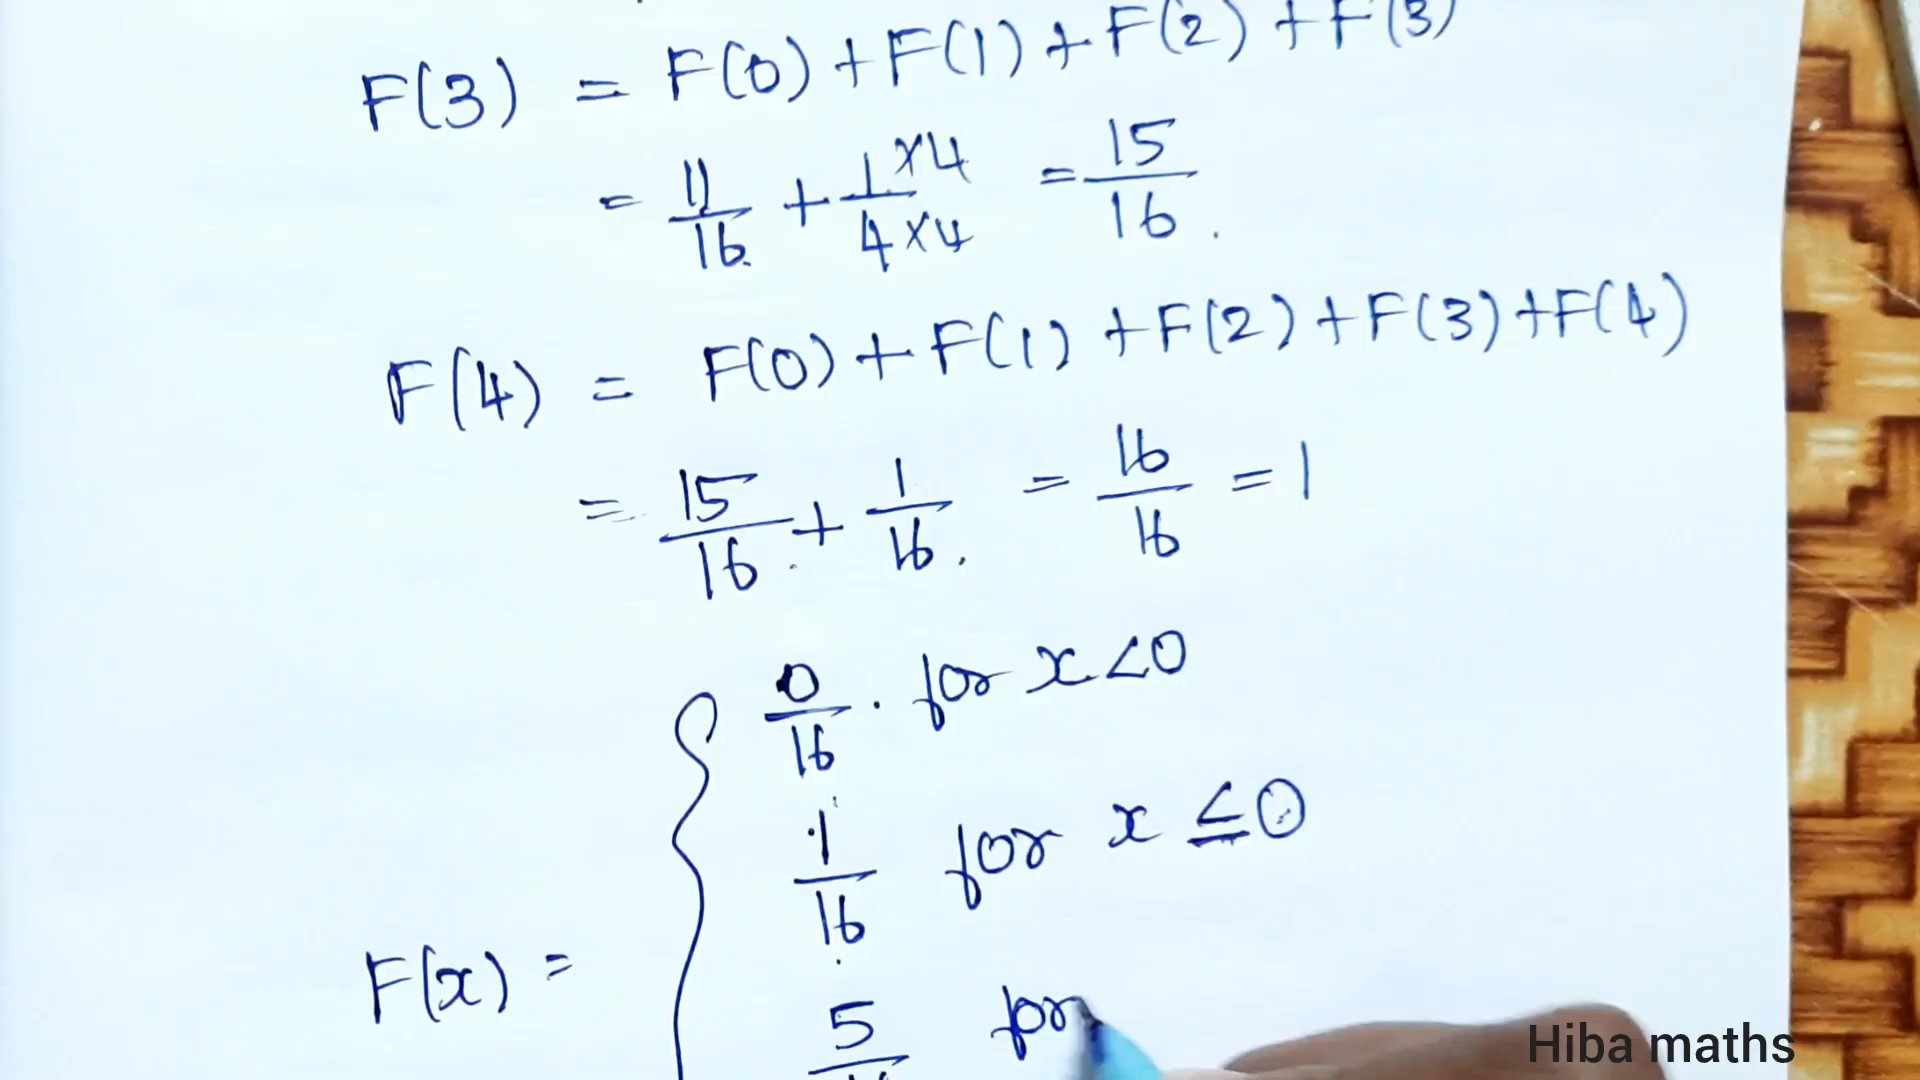 F(3) = F(0) + F(1) + F(2) + F(3)
= 11/16 + 1×4/4×4 = 15/16.
F(4) = F(0) + F(1) + F(2) + F(3) + F(4)
= 15/16 + 1/16. = 16/16 = 1
0/16 . for x < 0
1/16 for x ≤ 0
F(x) =
5 for
Hiba maths